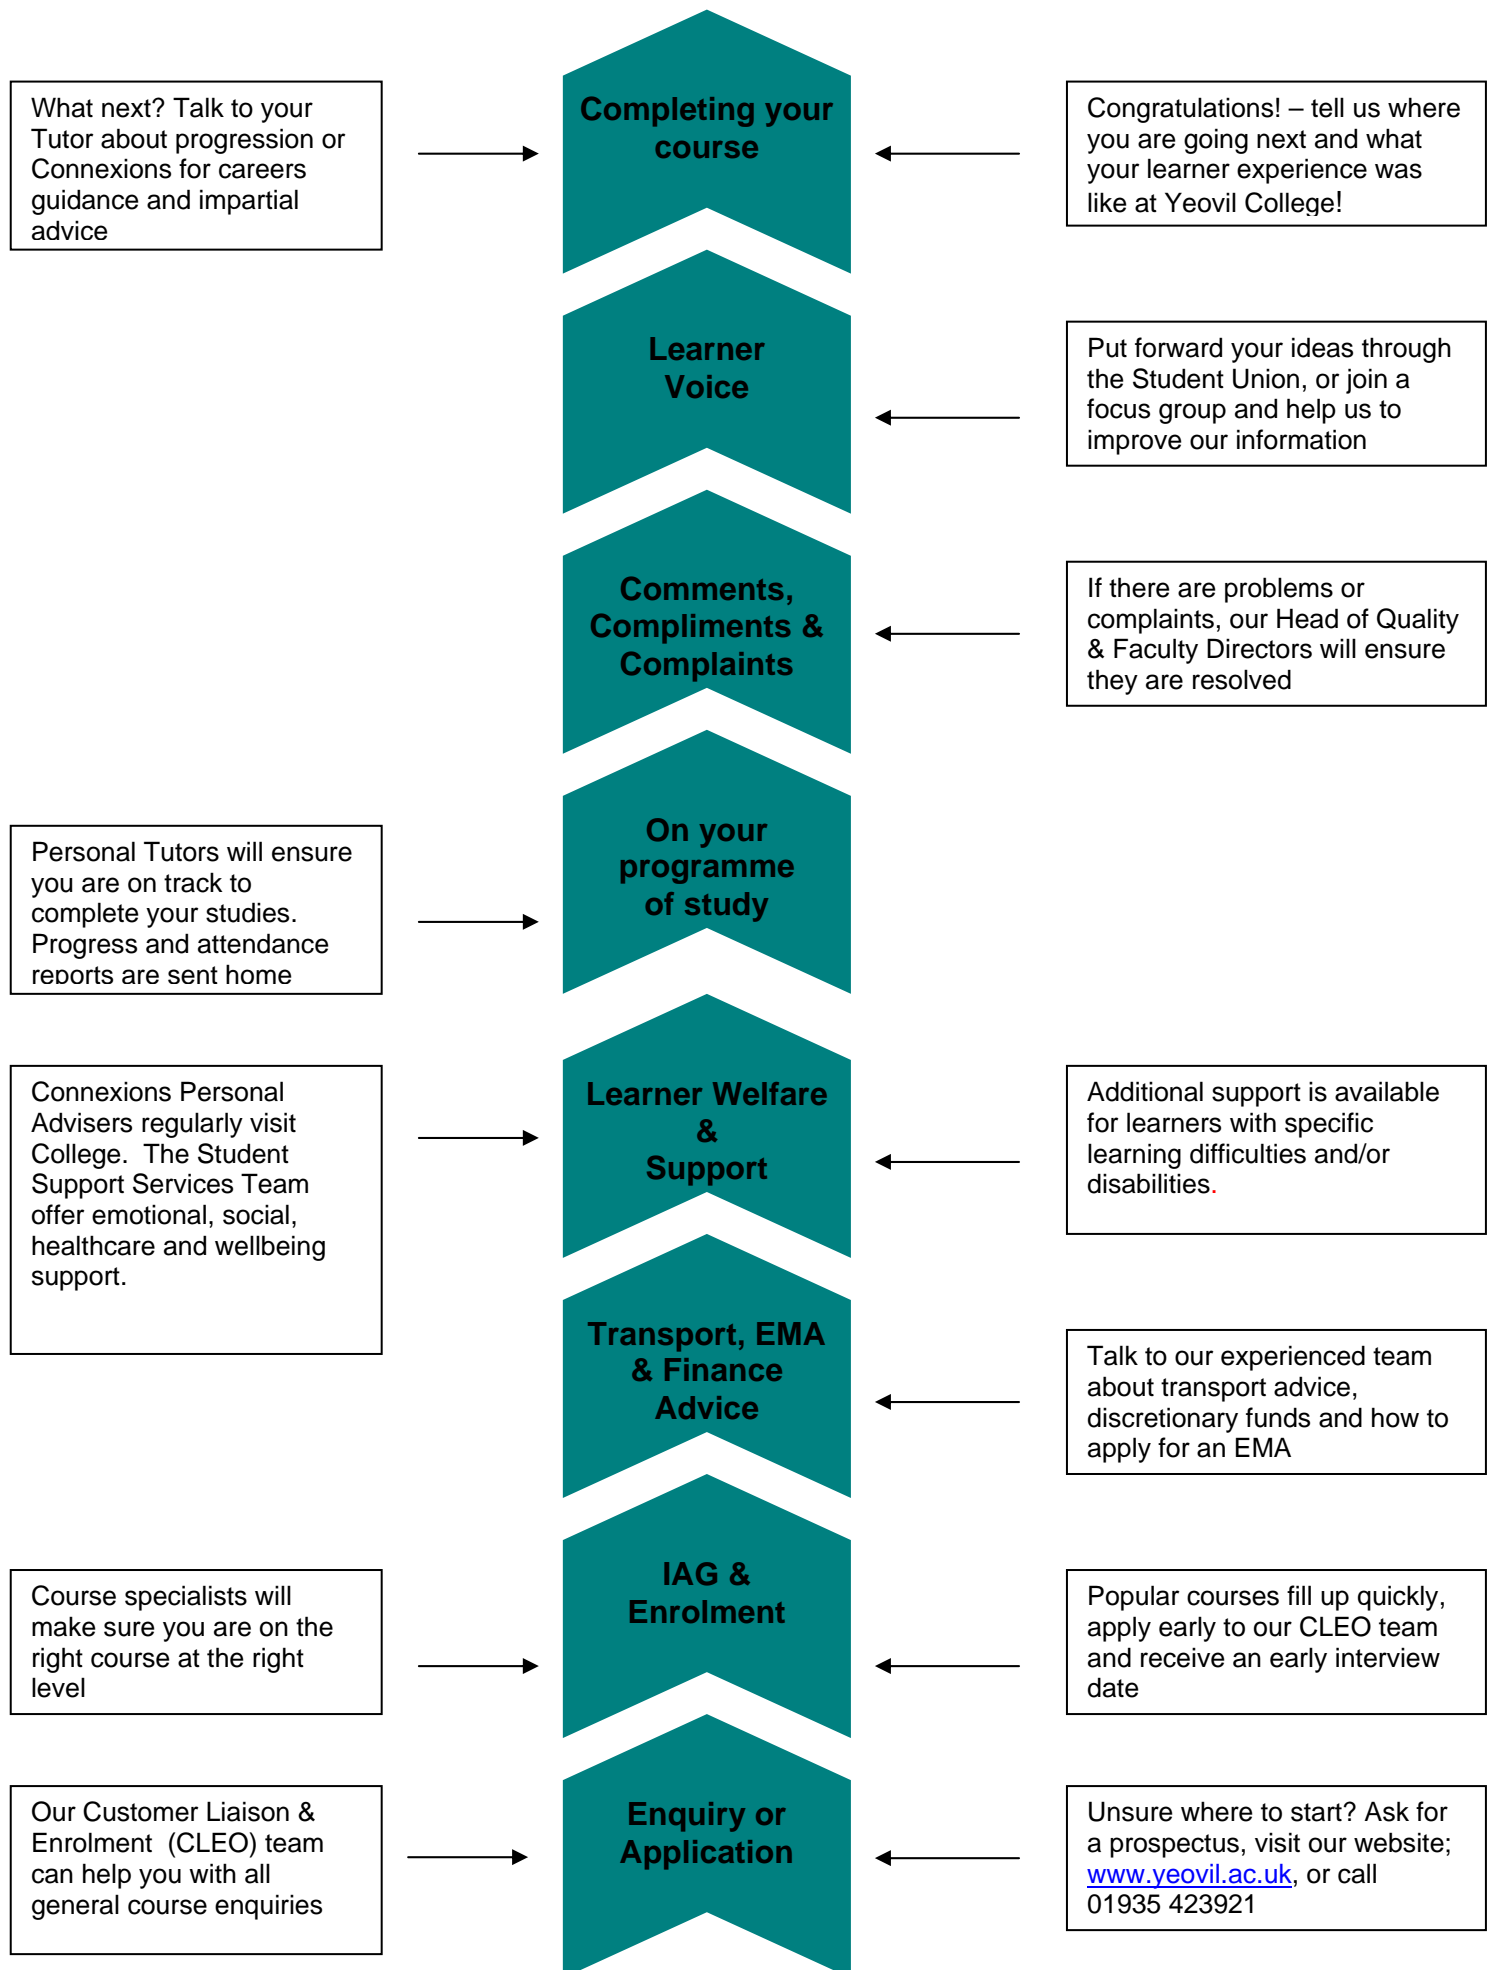 Completing your
course
What next? Talk to your
Tutor about progression or
Connexions for careers
guidance and impartial
advice
Congratulations! – tell us where
you are going next and what
your learner experience was
like at Yeovil College!
Learner
Voice
Put forward your ideas through
the Student Union, or join a
focus group and help us to
improve our information
Comments,
Compliments &
Complaints
If there are problems or
complaints, our Head of Quality
& Faculty Directors will ensure
they are resolved
On your
programme
of study
Personal Tutors will ensure
you are on track to
complete your studies.
Progress and attendance
reports are sent home
Learner Welfare
&
Support
Connexions Personal
Advisers regularly visit
College.  The Student
Support Services Team
offer emotional, social,
healthcare and wellbeing
support.
Additional support is available
for learners with specific
learning difficulties and/or
disabilities.
Transport, EMA
& Finance
Advice
Talk to our experienced team
about transport advice,
discretionary funds and how to
apply for an EMA
IAG &
Enrolment
Course specialists will
make sure you are on the
right course at the right
level
Popular courses fill up quickly,
apply early to our CLEO team
and receive an early interview
date
Enquiry or
Application
Our Customer Liaison &
Enrolment  (CLEO) team
can help you with all
general course enquiries
Unsure where to start? Ask for
a prospectus, visit our website;
www.yeovil.ac.uk, or call
01935 423921